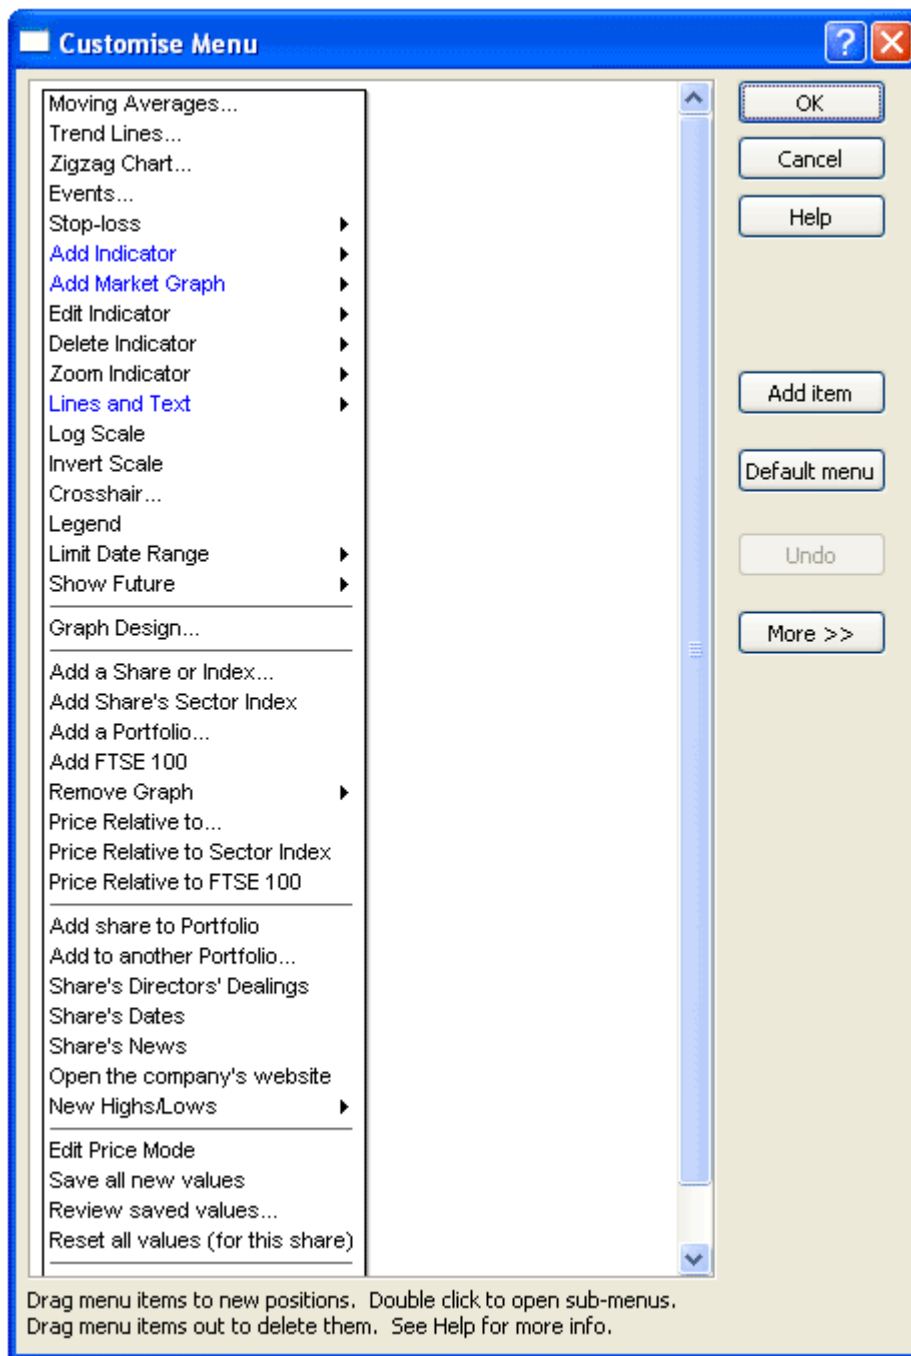 Customise Menu
Moving Averages...
Trend Lines...
Zigzag Chart...
Events...
Stop-loss
Add Indicator
Add Market Graph
Edit Indicator
Delete Indicator
Zoom Indicator
Lines and Text
Log Scale
Invert Scale
Crosshair...
Legend
Limit Date Range
Show Future
Graph Design...
Add a Share or Index...
Add Share's Sector Index
Add a Portfolio...
Add FTSE 100
Remove Graph
Price Relative to...
Price Relative to Sector Index
Price Relative to FTSE 100
Add share to Portfolio
Add to another Portfolio...
Share's Directors' Dealings
Share's Dates
Share's News
Open the company's website
New Highs/Lows
Edit Price Mode
Save all new values
Review saved values...
Reset all values (for this share)
OK
Cancel
Help
Add item
Default menu
Undo
More >>
Drag menu items to new positions. Double click to open sub-menus.
Drag menu items out to delete them. See Help for more info.